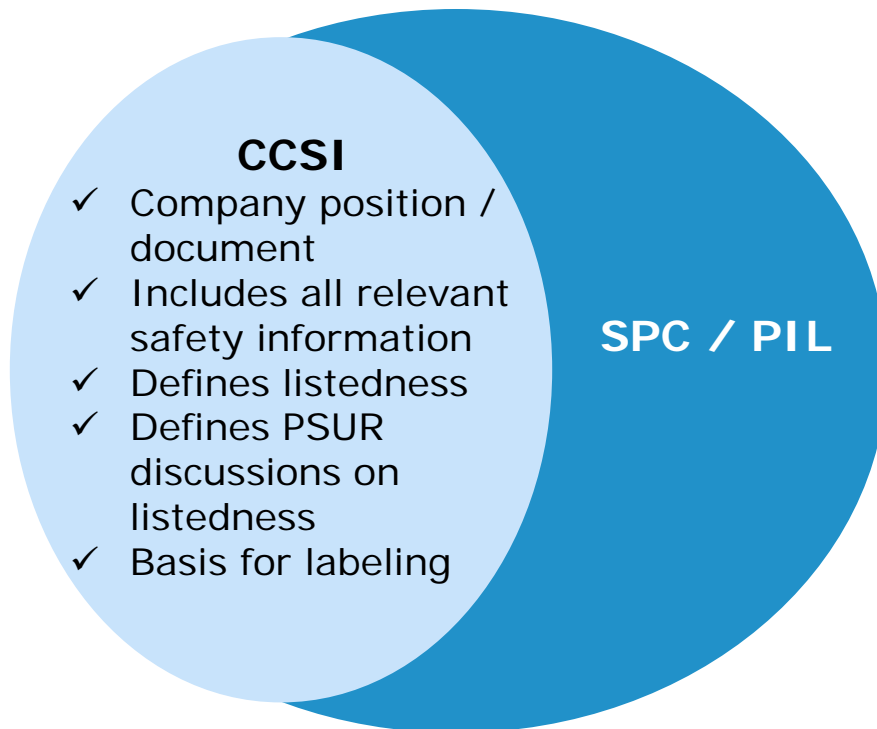 CCSI
✓ Company position /
document
✓ Includes all relevant
safety information
✓ Defines listedness
✓ Defines PSUR
discussions on
listedness
✓ Basis for labeling
SPC / PIL